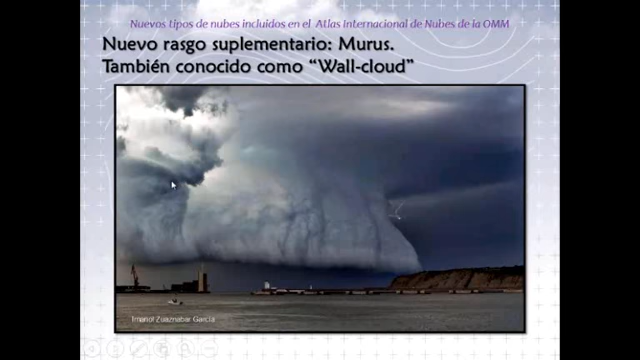 Nuevos tipos de nubes incluidos en el Atlas Internacional de Nubes de la OMM
Nuevo rasgo suplementario: Murus.
También conocido como “Wall-cloud”
Imanol Zuaznabar Garcia